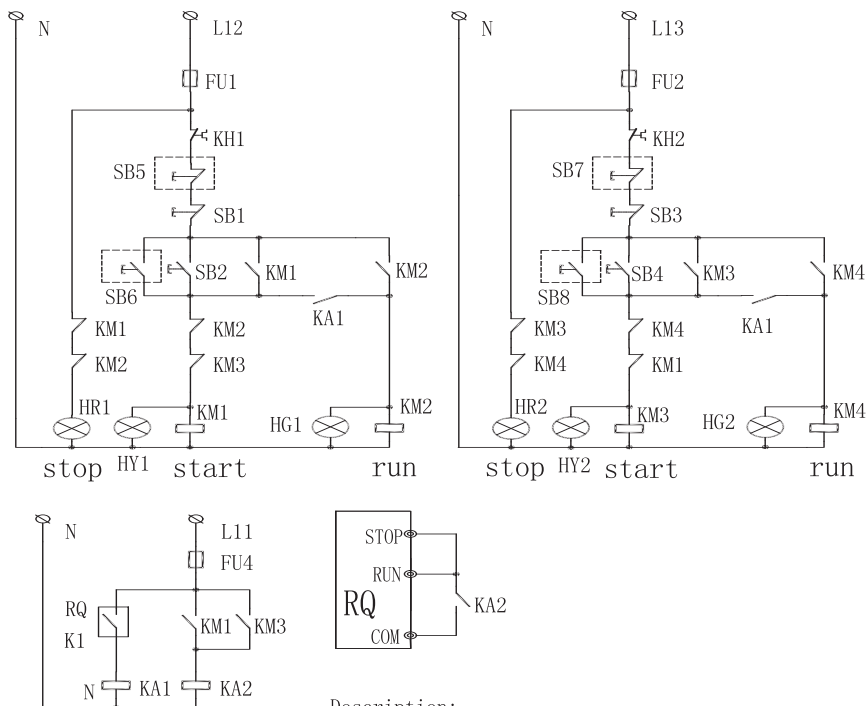 N L12 N L13
FU1 FU2
KH1 KH2
SB5 SB7
SB1 SB3
SB2 KM1 KM2 SB4 KM3 KM4
SB6 SB8
KA1 KA1
KM1 KM2 KM3 KM4
KM2 KM3 KM4 KM1
HR1 KM1 HG1 KM2 HR2 KM3 HG2 KM4
HY1 HY2
stop start run stop start run
N L11
FU4
STOP
RUN
RQ
KA2
COM
RQ KM1 KM3
K1
N KA1 KA2
Description: